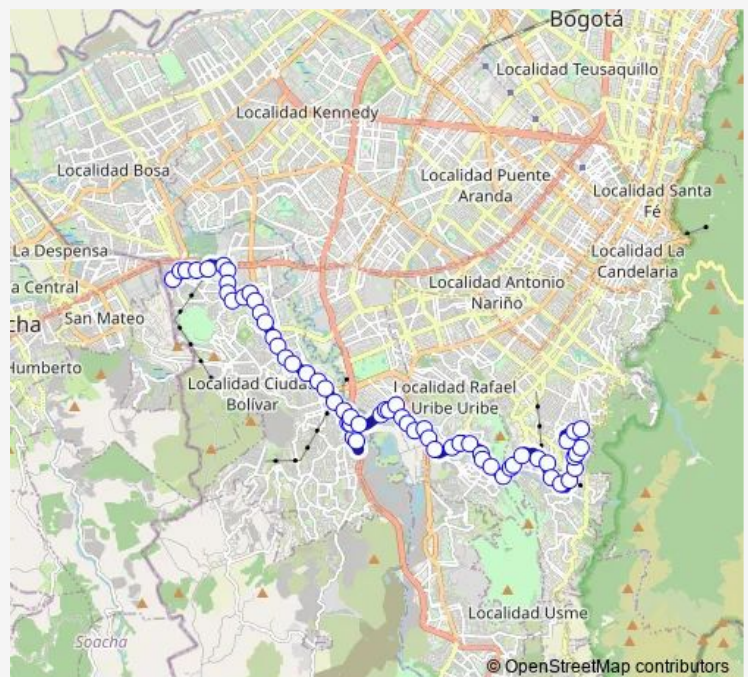 Bogotá
Localidad Teusaquillo
Localidad Kennedy
Localidad Bosa
Localidad Puente
Aranda
Localidad Santa
Fé
La Despensa
Localidad La
Candelaria
a Central
Localidad Antonio
Nariño
San Mateo
cha
Humberto
Localidad Ciuda
Bolívar
Localidad Rafael
Uribe Uribe
Localidad Usme
Soacha
© OpenStreetMap contributors